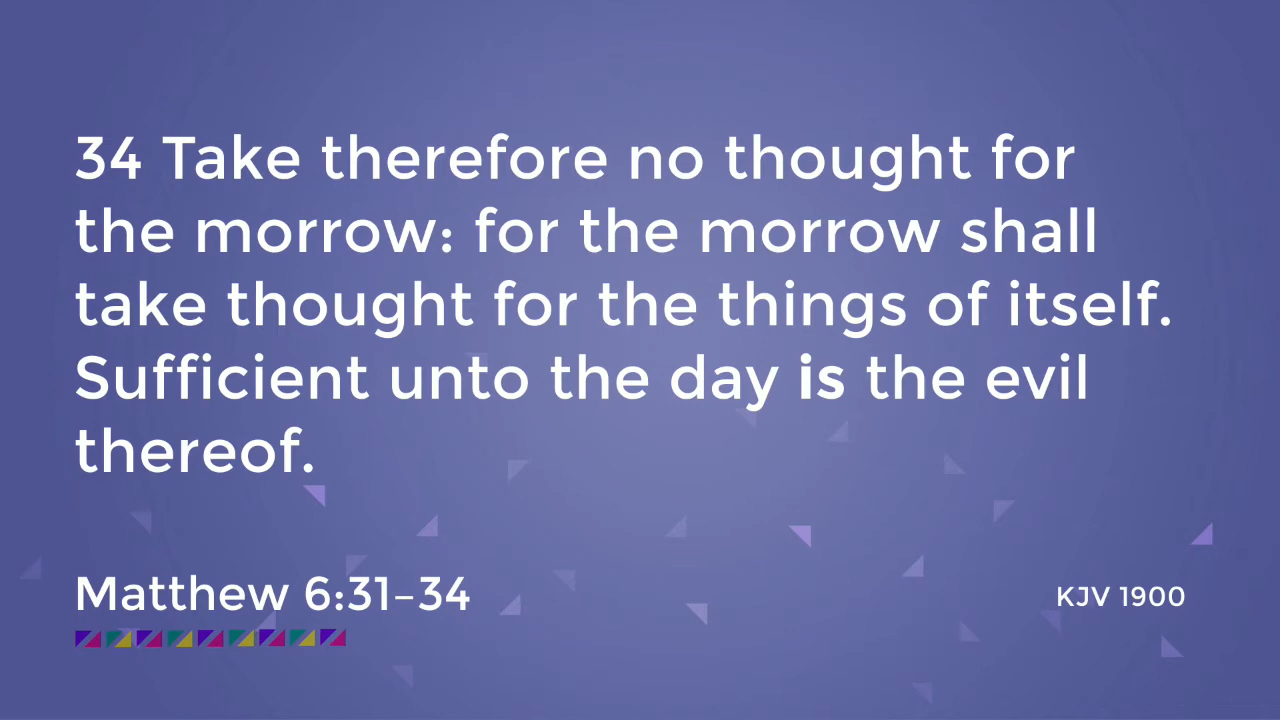 34 Take therefore no thought for
the morrow: for the morrow shall
take thought for the things of itself.
Sufficient unto the day is the evil
thereof.
Matthew 6:31–34
KJV 1900